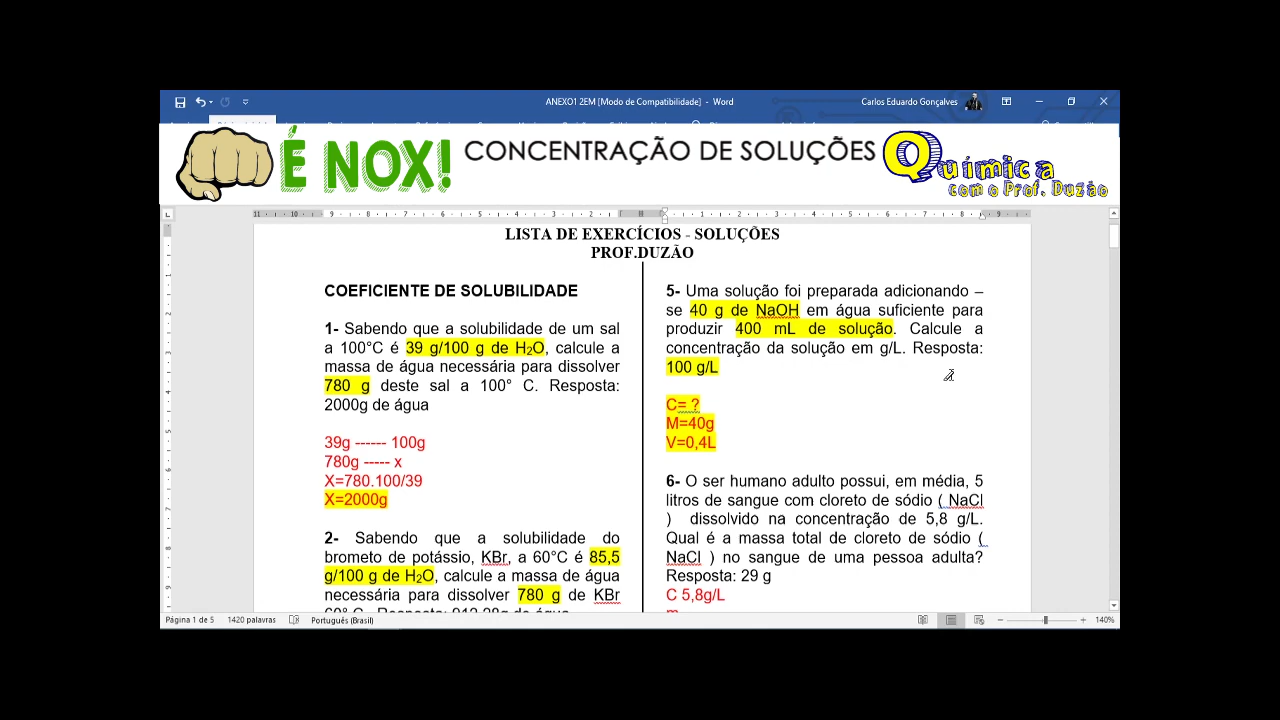 ANEXO1 2EM [Modo de Compatibilidade] - Word
Carlos Eduardo Gonçalves
É NOX!
CONCENTRAÇÃO DE SOLUÇÕES
Química
com o Prof. Duzão
LISTA DE EXERCÍCIOS - SOLUÇÕES
PROF.DUZÃO
COEFICIENTE DE SOLUBILIDADE
1- Sabendo que a solubilidade de um sal
a 100°C é 39 g/100 g de H2O, calcule a
massa de água necessária para dissolver
780 g deste sal a 100° C. Resposta:
2000g de água
39g ------ 100g
780g ----- x
X=780.100/39
X=2000g
2- Sabendo que a solubilidade do
brometo de potássio, KBr, a 60°C é 85,5
g/100 g de H2O, calcule a massa de água
necessária para dissolver 780 g de KBr
60° C. Resposta: 912,28g de água
5- Uma solução foi preparada adicionando –
se 40 g de NaOH em água suficiente para
produzir 400 mL de solução. Calcule a
concentração da solução em g/L. Resposta:
100 g/L
C= ?
M=40g
V=0,4L
6- O ser humano adulto possui, em média, 5
litros de sangue com cloreto de sódio ( NaCl
) dissolvido na concentração de 5,8 g/L.
Qual é a massa total de cloreto de sódio (
NaCl ) no sangue de uma pessoa adulta?
Resposta: 29 g
C 5,8g/L
m
Página 1 de 5
1420 palavras
Português (Brasil)
140%